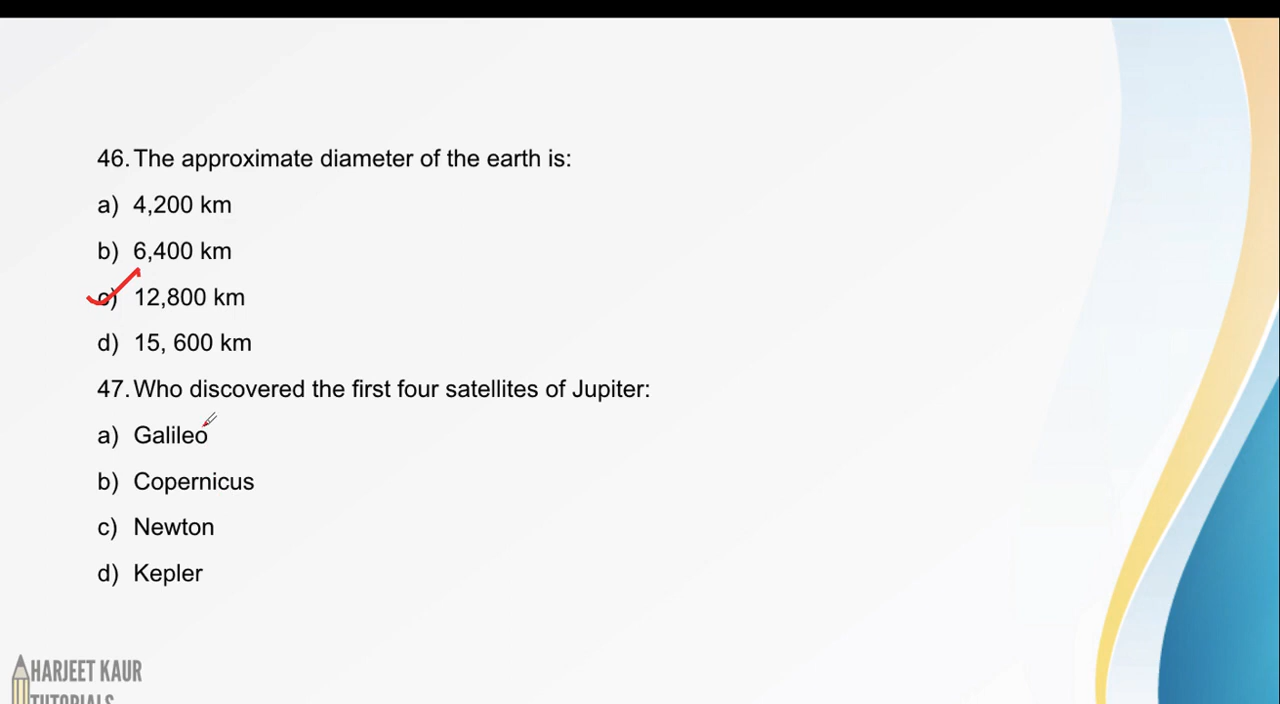 46. The approximate diameter of the earth is:
a) 4,200 km
b) 6,400 km
c) 12,800 km
d) 15, 600 km
47. Who discovered the first four satellites of Jupiter:
a) Galileo
b) Copernicus
c) Newton
d) Kepler
HARJEET KAUR
TUTORIALS